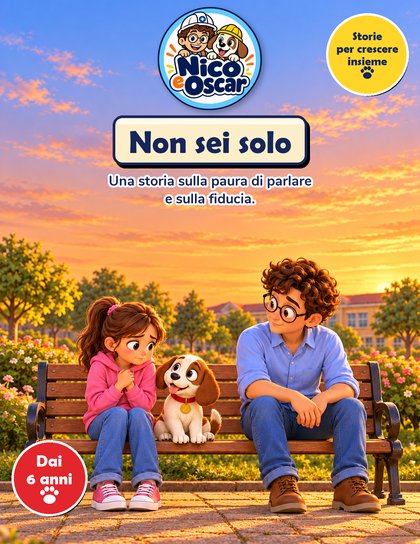 Nico
e Oscar
Storie
per crescere
insieme
Non sei solo
Una storia sulla paura di parlare
e sulla fiducia.
Dai
6 anni